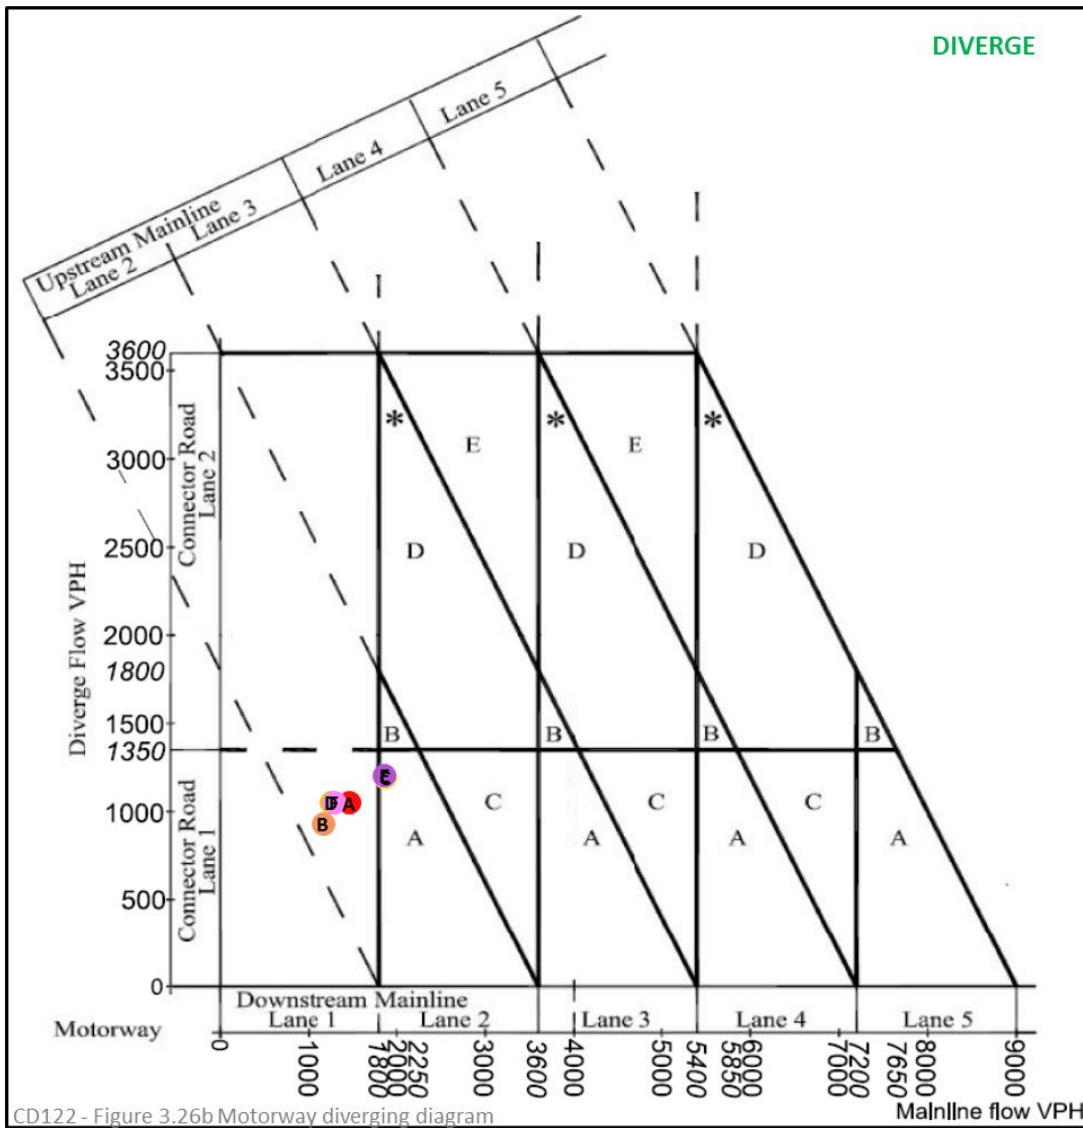 DIVERGE
Lane 5
Lane 4
Upstream Mainline
Lane 3
Lane 2
3600
3500
3000
2500
2000
1800
1500
1350
1000
500
0
Diverge Flow VPH
Connector Road
Lane 2
Connector Road
Lane 1
* * *
E E
D D D
B B B B
C C C
A A A A
D F A
B
Downstream Mainline
Motorway
Lane 1 Lane 2 Lane 3 Lane 4 Lane 5
0 1000 1800 2000 2250 3000 3600 4000 5000 5400 5850 6000 7000 7200 7650 8000 9000
CD122 - Figure 3.26b Motorway diverging diagram
Mainline flow VPH